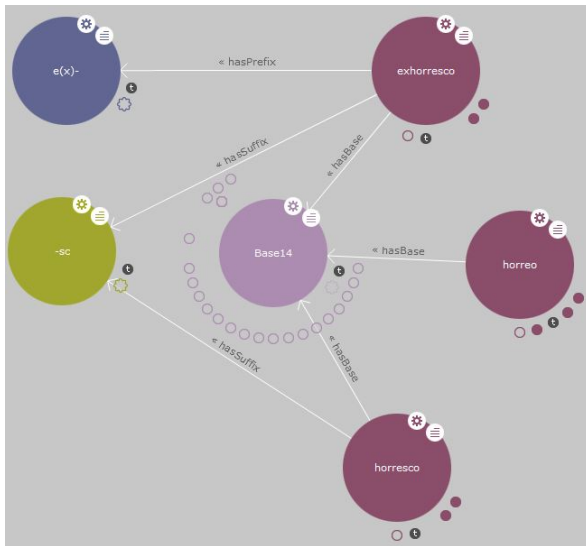 e(x)-
« hasPrefix
exhorresco
t
t
« hasSuffix
« hasBase
-sc
Base14
« hasBase
horreo
t
t
t
« hasSuffix
« hasBase
horresco
t